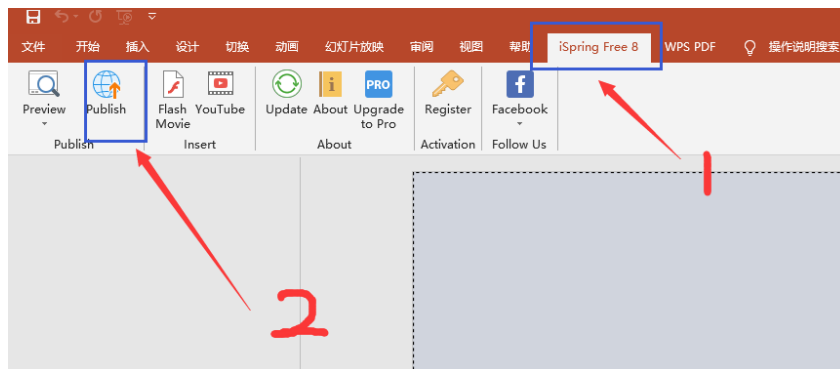 文件 开始 插入 设计 切换 动画 幻灯片放映 审阅 视图 帮助 iSpring Free 8 WPS PDF 操作说明搜索
Preview Publish Flash Movie YouTube Update About PRO Upgrade to Pro Register Facebook
Publish Insert About Activation Follow Us
1
2